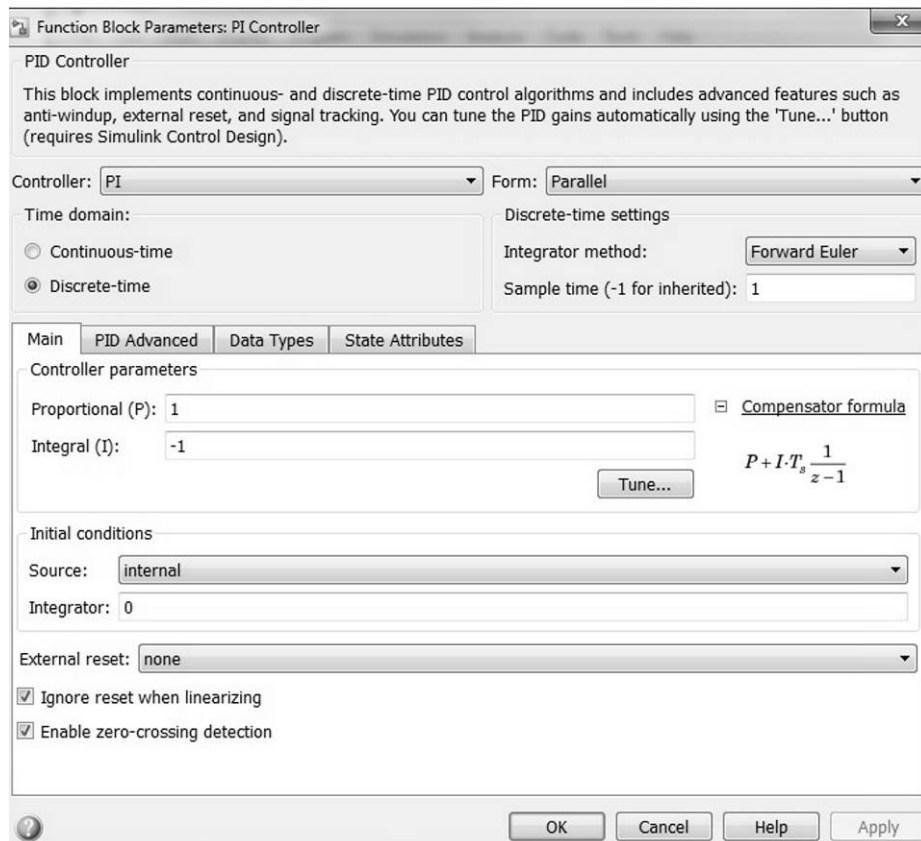 Function Block Parameters: PI Controller
X
PID Controller
This block implements continuous- and discrete-time PID control algorithms and includes advanced features such as
anti-windup, external reset, and signal tracking. You can tune the PID gains automatically using the 'Tune...' button
(requires Simulink Control Design).
Controller: PI Form: Parallel
Time domain: Discrete-time settings
Continuous-time Integrator method: Forward Euler
Discrete-time Sample time (-1 for inherited): 1
Main PID Advanced Data Types State Attributes
Controller parameters
Proportional (P): 1 Compensator formula
Integral (I): -1
P + I·T_s 1/(z-1)
Tune...
Initial conditions
Source: internal
Integrator: 0
External reset: none
Ignore reset when linearizing
Enable zero-crossing detection
? OK Cancel Help Apply